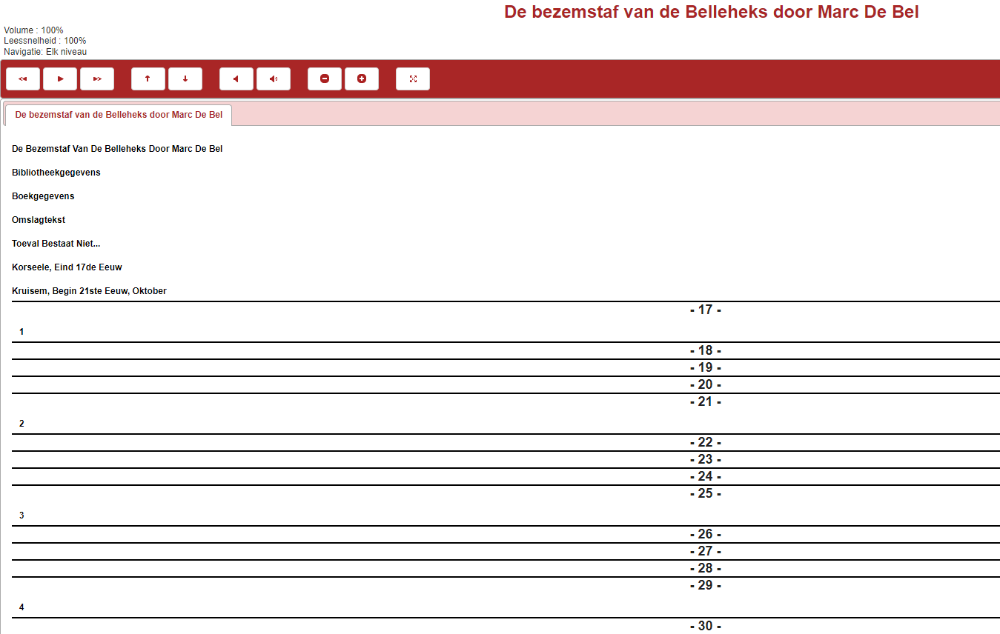 De bezemstaf van de Belleheks door Marc De Bel
Volume : 100%
Leessnelheid : 100%
Navigatie: Elk niveau
De bezemstaf van de Belleheks door Marc De Bel
De Bezemstaf Van De Belleheks Door Marc De Bel
Bibliotheekgegevens
Boekgegevens
Omslagtekst
Toeval Bestaat Niet...
Korseele, Eind 17de Eeuw
Kruisem, Begin 21ste Eeuw, Oktober
- 17 -
1
- 18 -
- 19 -
- 20 -
- 21 -
2
- 22 -
- 23 -
- 24 -
- 25 -
3
- 26 -
- 27 -
- 28 -
- 29 -
4
- 30 -